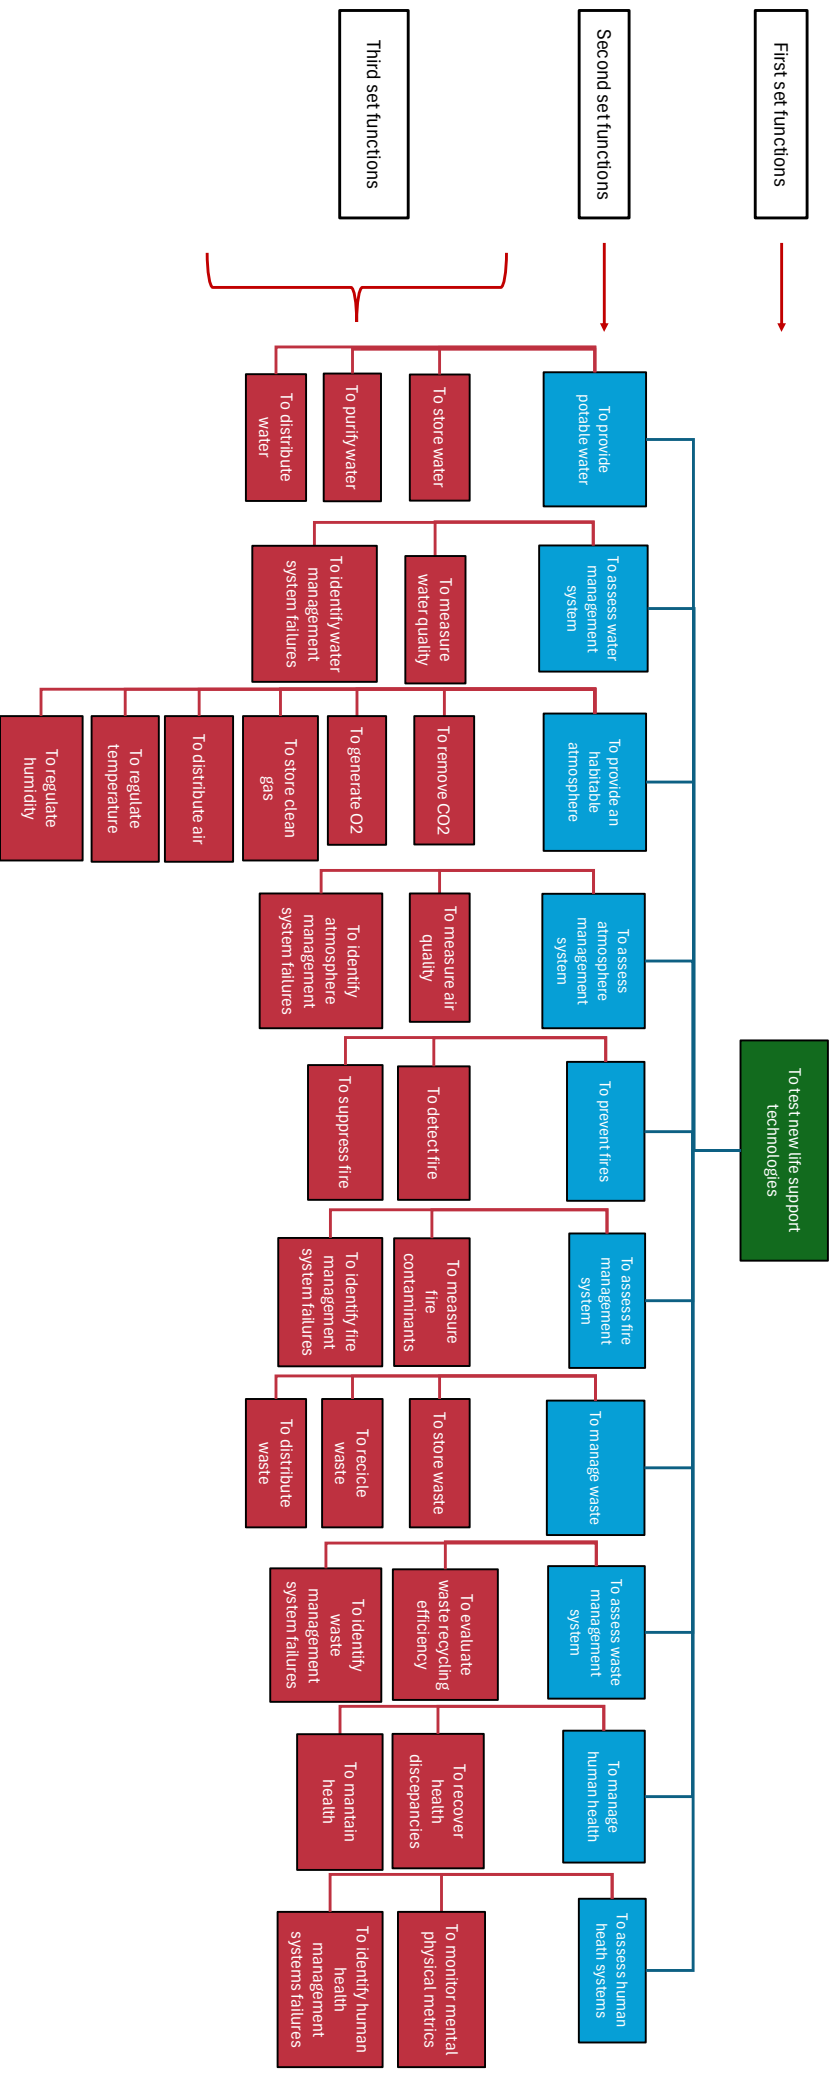 First set functions
Second set functions
Third set functions
To test new life support
technologies
To provide
potable water
To store water
To purify water
To distribute
water
To assess water
management
system
To measure
water quality
To identify water
management
system failures
To provide an
habitable
atmosphere
To remove CO2
To generate O2
To store clean
gas
To distribute air
To regulate
temperature
To regulate
humidity
To assess
atmosphere
management
system
To measure air
quality
To identify
atmosphere
management
system failures
To prevent fires
To detect fire
To suppress fire
To assess fire
management
system
To measure
fire
contaminants
To identify fire
management
system failures
To manage waste
To store waste
To recicle
waste
To distribute
waste
To assess waste
management
system
To evaluate
waste recycling
efficiency
To identify
waste
management
system failures
To manage
human health
To recover
health
discepancies
To mantain
health
To assess human
heath systems
To monitor mental
physical metrics
To identify human
health
management
systems failures